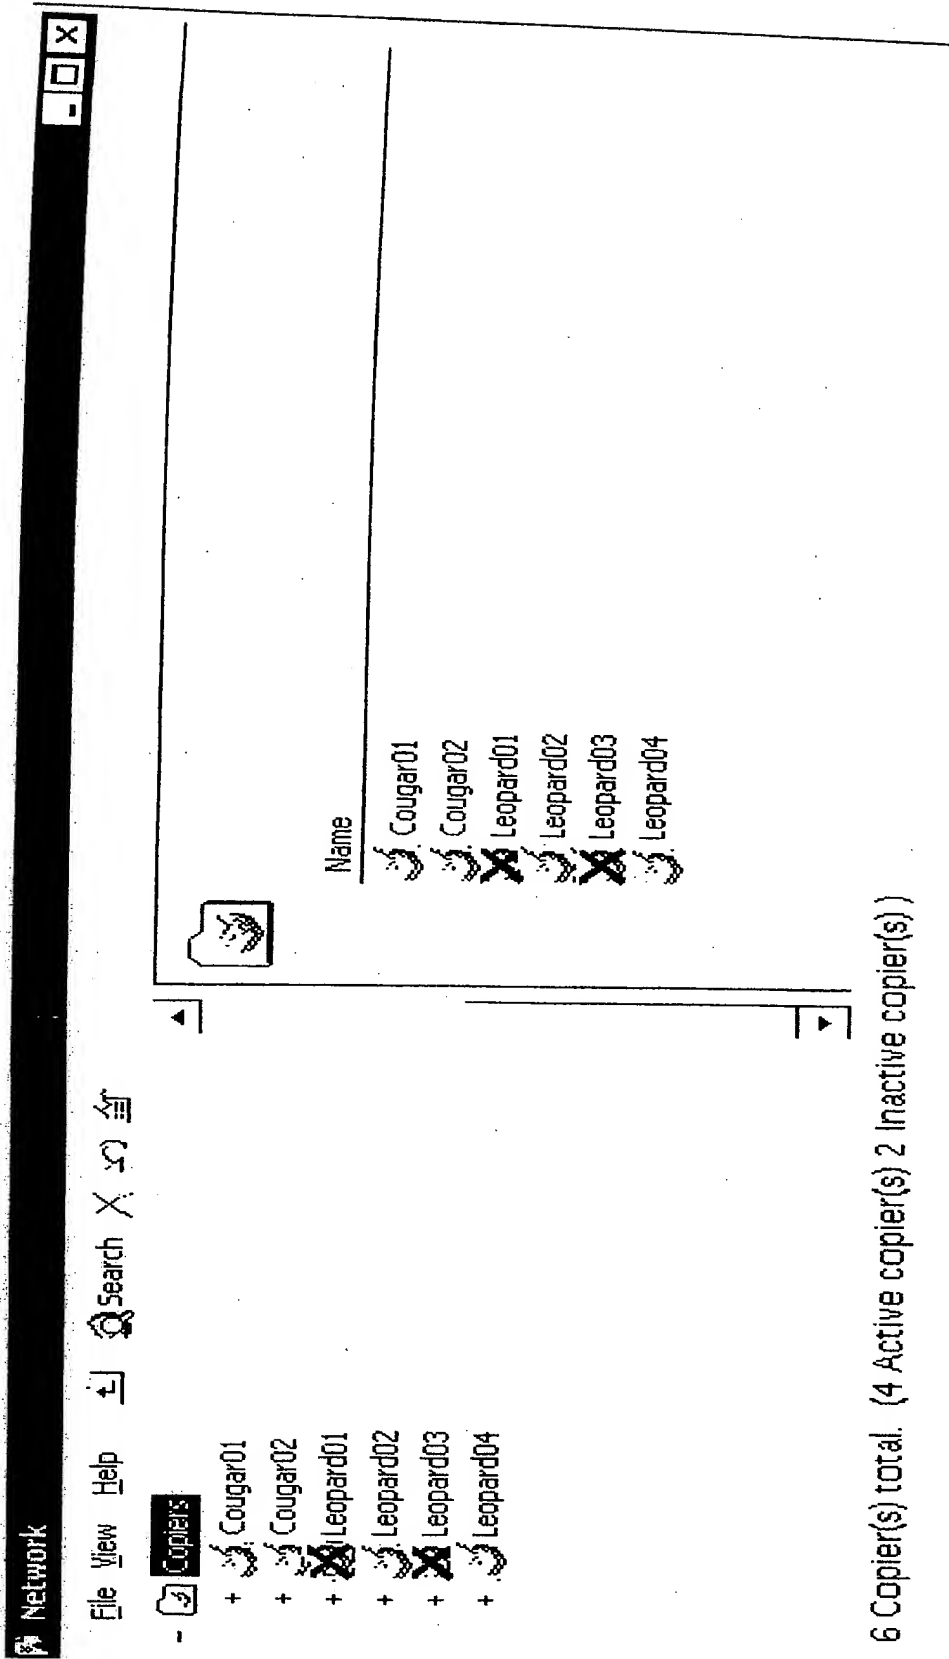 Network
File View Help Search
- Copiers
+ Cougar01
+ Cougar02
+ Leopard01
+ Leopard02
+ Leopard03
+ Leopard04
Name
Cougar01
Cougar02
Leopard01
Leopard02
Leopard03
Leopard04
6 Copier(s) total. (4 Active copier(s) 2 Inactive copier(s) )